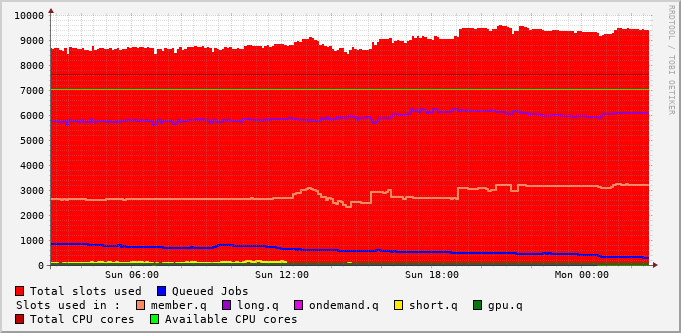 10000
9000
8000
7000
6000
5000
4000
3000
2000
1000
0
Sun 06:00 Sun 12:00 Sun 18:00 Mon 00:00
RRDTOOL / TOBI OETIKER
Total slots used Queued Jobs
Slots used in : member.q long.q ondemand.q short.q gpu.q
Total CPU cores Available CPU cores